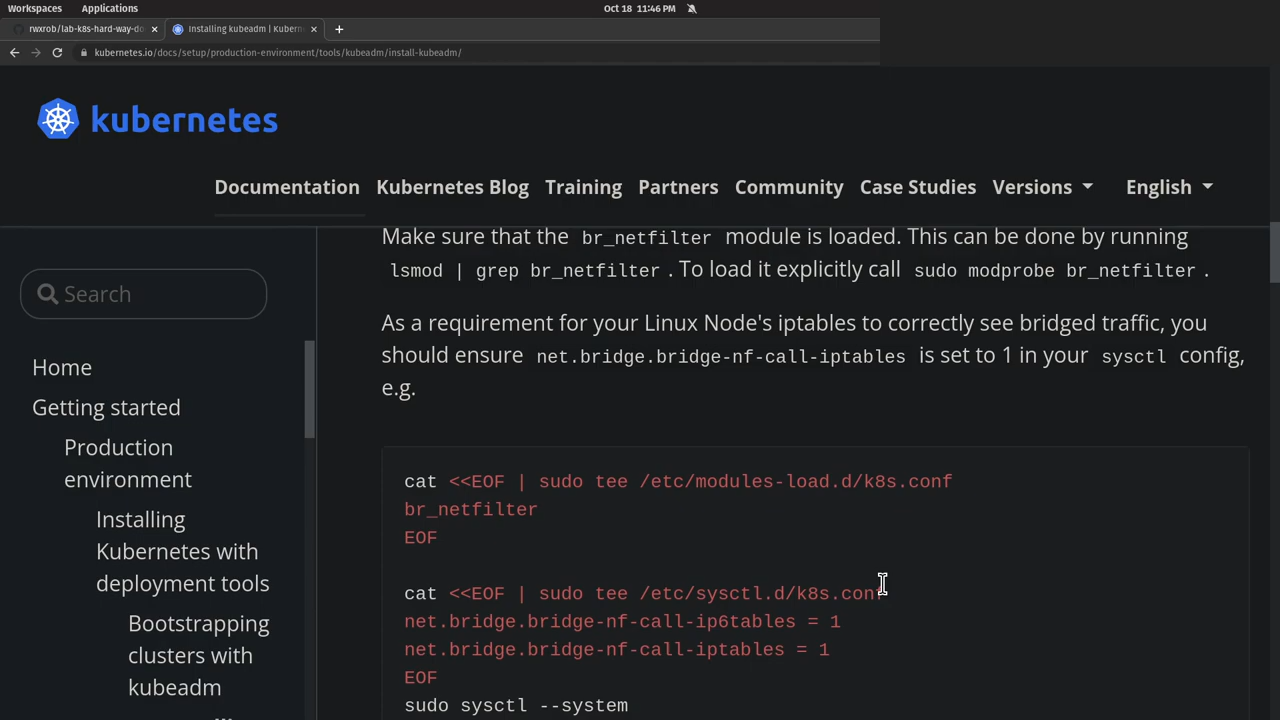 Workspaces Applications Oct 18 11:46 PM
rwxrob/lab-k8s-hard-way-do Installing kubeadm | Kubern
kubernetes.io/docs/setup/production-environment/tools/kubeadm/install-kubeadm/
kubernetes
Documentation Kubernetes Blog Training Partners Community Case Studies Versions English
Search
Home
Getting started
Production
environment
Installing
Kubernetes with
deployment tools
Bootstrapping
clusters with
kubeadm
Make sure that the br_netfilter module is loaded. This can be done by running
lsmod | grep br_netfilter . To load it explicitly call sudo modprobe br_netfilter .
As a requirement for your Linux Node's iptables to correctly see bridged traffic, you
should ensure net.bridge.bridge-nf-call-iptables is set to 1 in your sysctl config,
e.g.
cat <<EOF | sudo tee /etc/modules-load.d/k8s.conf
br_netfilter
EOF
cat <<EOF | sudo tee /etc/sysctl.d/k8s.conf
net.bridge.bridge-nf-call-ip6tables = 1
net.bridge.bridge-nf-call-iptables = 1
EOF
sudo sysctl --system